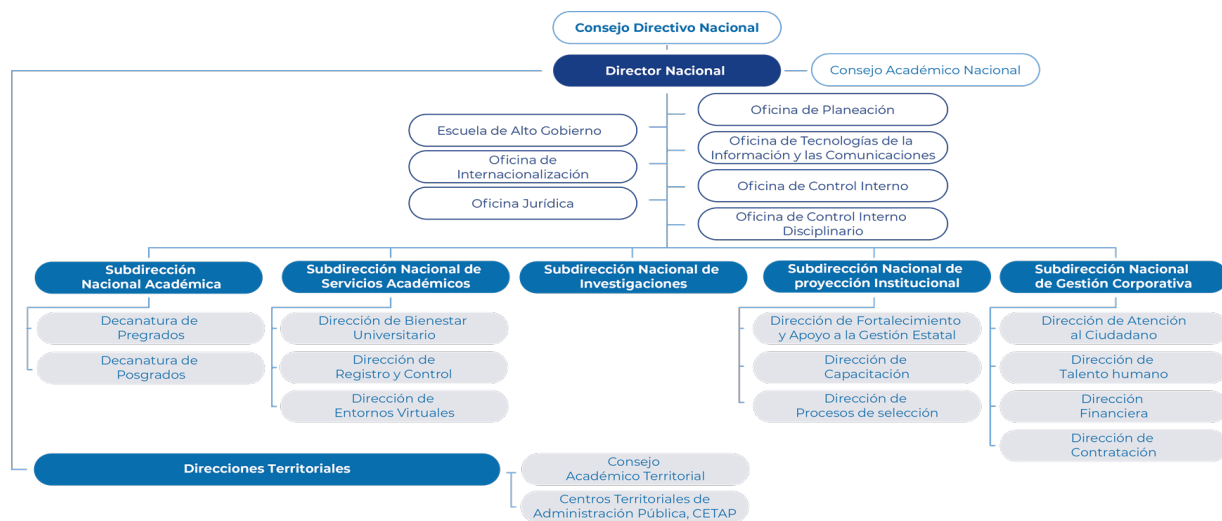 Consejo Directivo Nacional
Director Nacional
Consejo Académico Nacional
Oficina de Planeación
Escuela de Alto Gobierno
Oficina de Tecnologías de la
Información y las Comunicaciones
Oficina de
Internacionalización
Oficina de Control Interno
Oficina Jurídica
Oficina de Control Interno
Disciplinario
Subdirección
Nacional Académica
Subdirección Nacional de
Servicios Académicos
Subdirección Nacional de
Investigaciones
Subdirección Nacional de
proyección Institucional
Subdirección Nacional
de Gestión Corporativa
Decanatura de
Pregrados
Decanatura de
Posgrados
Dirección de Bienestar
Universitario
Dirección de
Registro y Control
Dirección de
Entornos Virtuales
Dirección de Fortalecimiento
y Apoyo a la Gestión Estatal
Dirección de
Capacitación
Dirección de
Procesos de selección
Dirección de Atención
al Ciudadano
Dirección de
Talento humano
Dirección
Financiera
Dirección de
Contratación
Direcciones Territoriales
Consejo
Académico Territorial
Centros Territoriales de
Administración Pública, CETAP